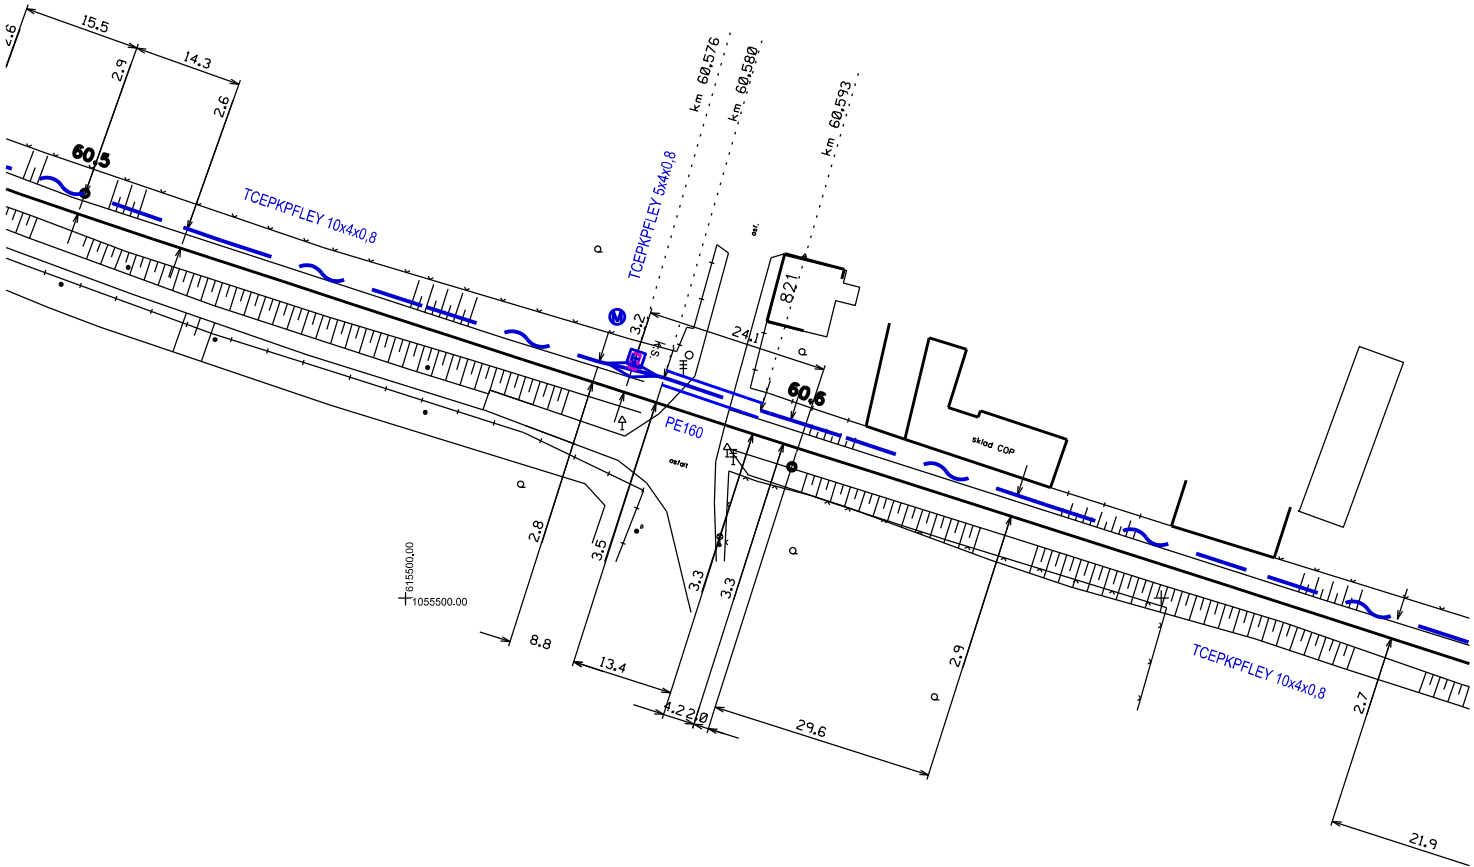 2.6
15.5
2.9
14.3
2.6
60.5
TCEPKPFLEY 10x4x0,8
TCEPKPFLEY 5x4x0,8
km 60.576
km 60.580
km 60.593
ast.
821
M
3.2
24.1
60.6
PE160
asfalt
sklad COP
2.8
3.5
3.3
3.3
615500.00
1055500.00
8.8
13.4
4.2
2.0
29.6
2.9
TCEPKPFLEY 10x4x0,8
2.7
21.9